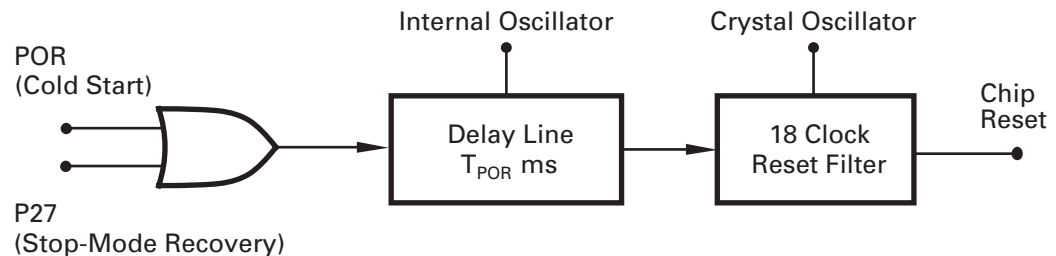 Internal Oscillator
Crystal Oscillator
POR
(Cold Start)
Delay Line
T_POR ms
18 Clock
Reset Filter
Chip
Reset
P27
(Stop-Mode Recovery)